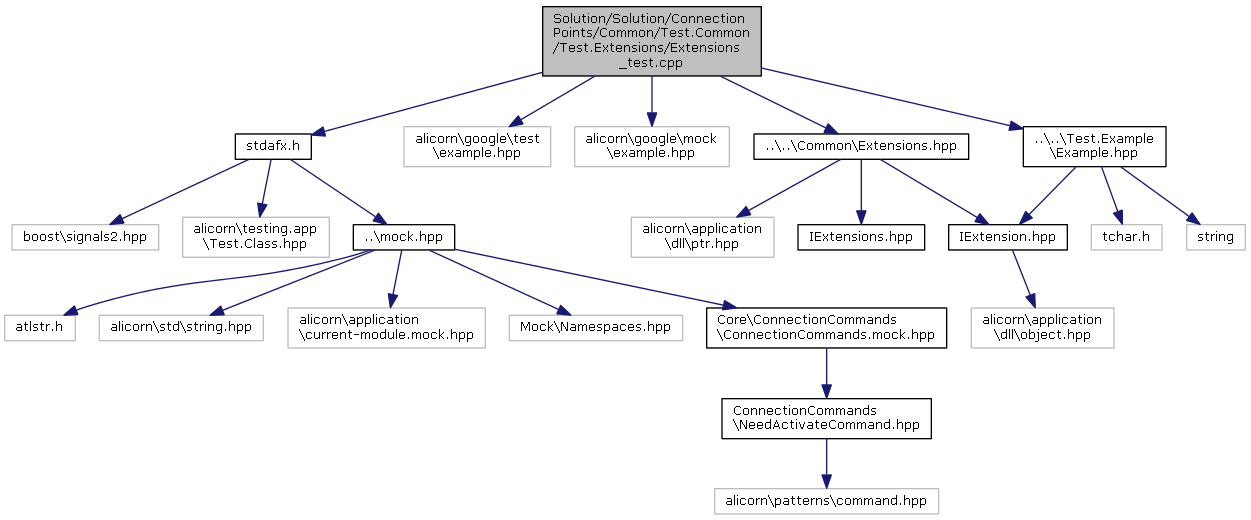 Solution/Solution/Connection
Points/Common/Test.Common
/Test.Extensions/Extensions
_test.cpp
stdafx.h
alicorn\google\test
\example.hpp
alicorn\google\mock
\example.hpp
..\..\Common\Extensions.hpp
..\..\Test.Example
\Example.hpp
boost\signals2.hpp
alicorn\testing.app
\Test.Class.hpp
..\mock.hpp
alicorn\application
\dll\ptr.hpp
IExtensions.hpp
IExtension.hpp
tchar.h
string
atlstr.h
alicorn\std\string.hpp
alicorn\application
\current-module.mock.hpp
Mock\Namespaces.hpp
Core\ConnectionCommands
\ConnectionCommands.mock.hpp
alicorn\application
\dll\object.hpp
ConnectionCommands
\NeedActivateCommand.hpp
alicorn\patterns\command.hpp